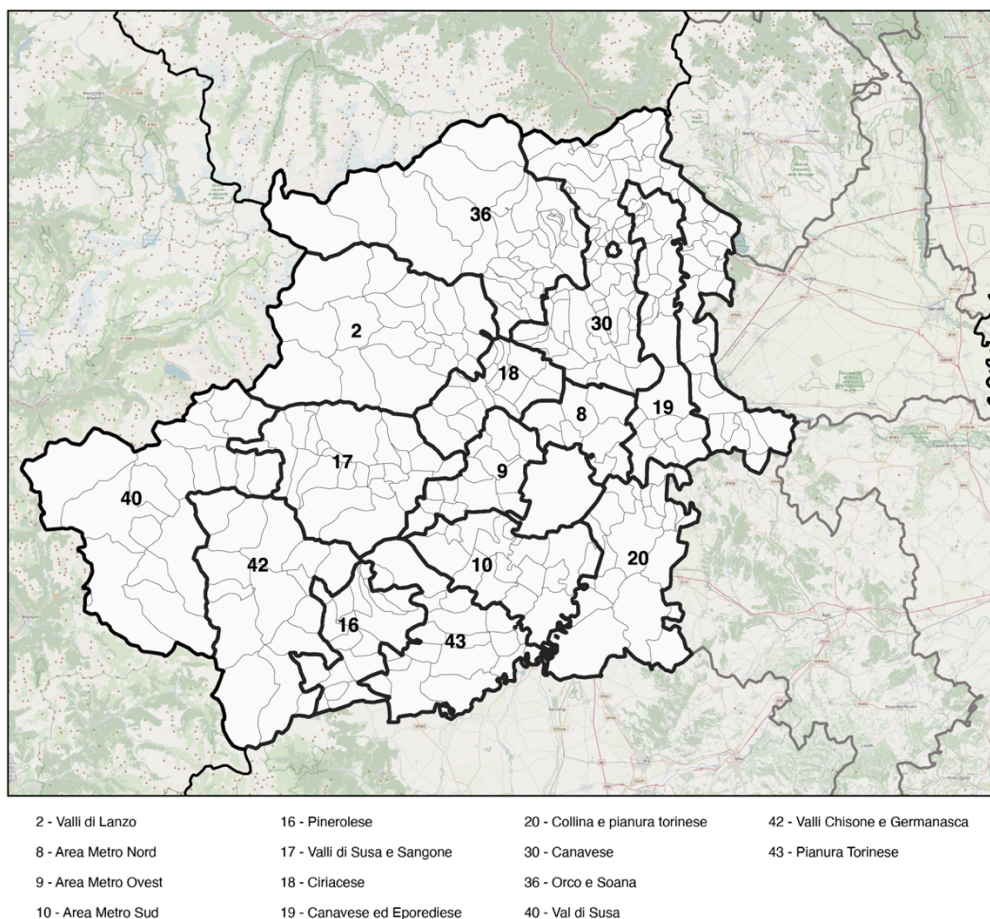 36
2
30
18
8
19
17
9
40
20
10
42
16
43
2 - Valli di Lanzo
8 - Area Metro Nord
9 - Area Metro Ovest
10 - Area Metro Sud
16 - Pinerolese
17 - Valli di Susa e Sangone
18 - Ciriacese
19 - Canavese ed Eporediese
20 - Collina e pianura torinese
30 - Canavese
36 - Orco e Soana
40 - Val di Susa
42 - Valli Chisone e Germanasca
43 - Pianura Torinese